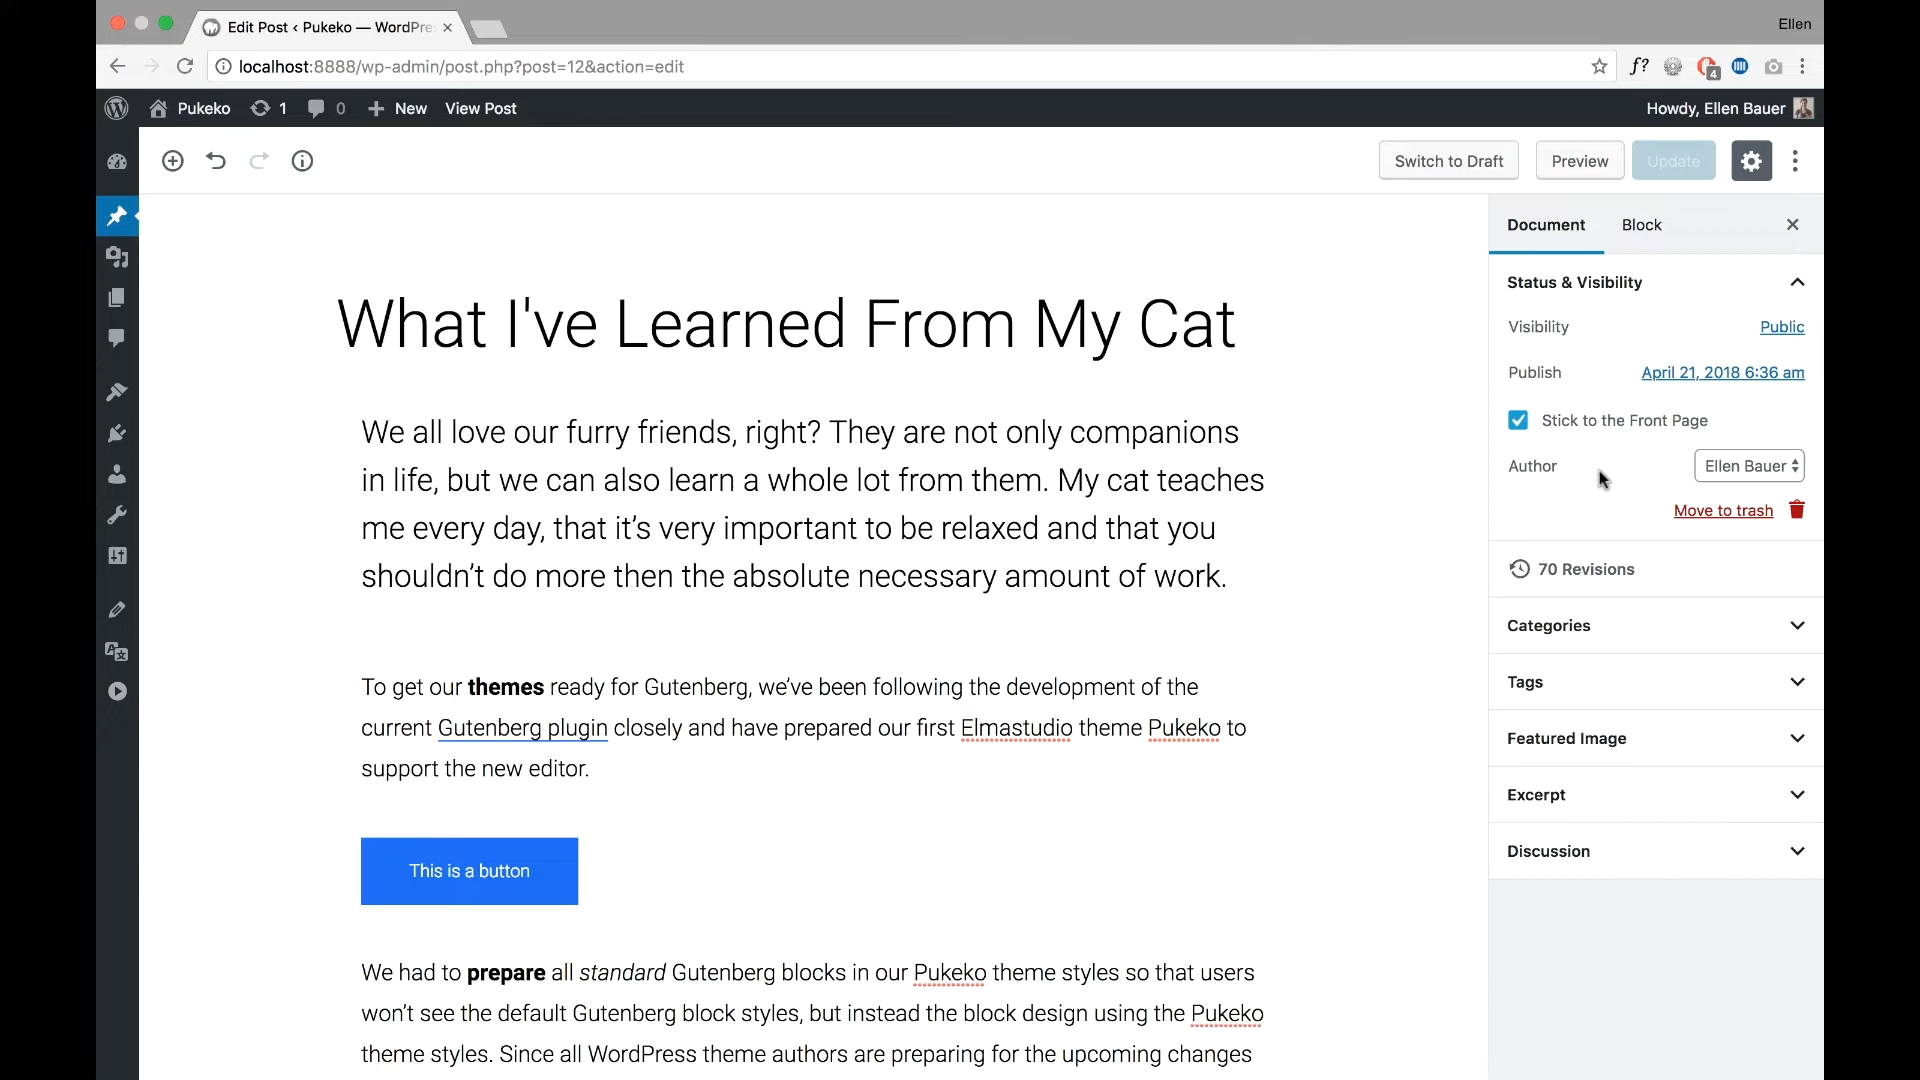 Edit Post ‹ Pukeko — WordPre
Ellen
localhost:8888/wp-admin/post.php?post=12&action=edit
f?
4
Pukeko
1
0
New
View Post
Howdy, Ellen Bauer
Switch to Draft
Preview
Update
Document
Block
Status & Visibility
Visibility
Public
Publish
April 21, 2018 6:36 am
Stick to the Front Page
Author
Ellen Bauer
Move to trash
70 Revisions
Categories
Tags
Featured Image
Excerpt
Discussion
What I've Learned From My Cat
We all love our furry friends, right? They are not only companions
in life, but we can also learn a whole lot from them. My cat teaches
me every day, that it’s very important to be relaxed and that you
shouldn’t do more then the absolute necessary amount of work.
To get our themes ready for Gutenberg, we’ve been following the development of the
current Gutenberg plugin closely and have prepared our first Elmastudio theme Pukeko to
support the new editor.
This is a button
We had to prepare all standard Gutenberg blocks in our Pukeko theme styles so that users
won’t see the default Gutenberg block styles, but instead the block design using the Pukeko
theme styles. Since all WordPress theme authors are preparing for the upcoming changes